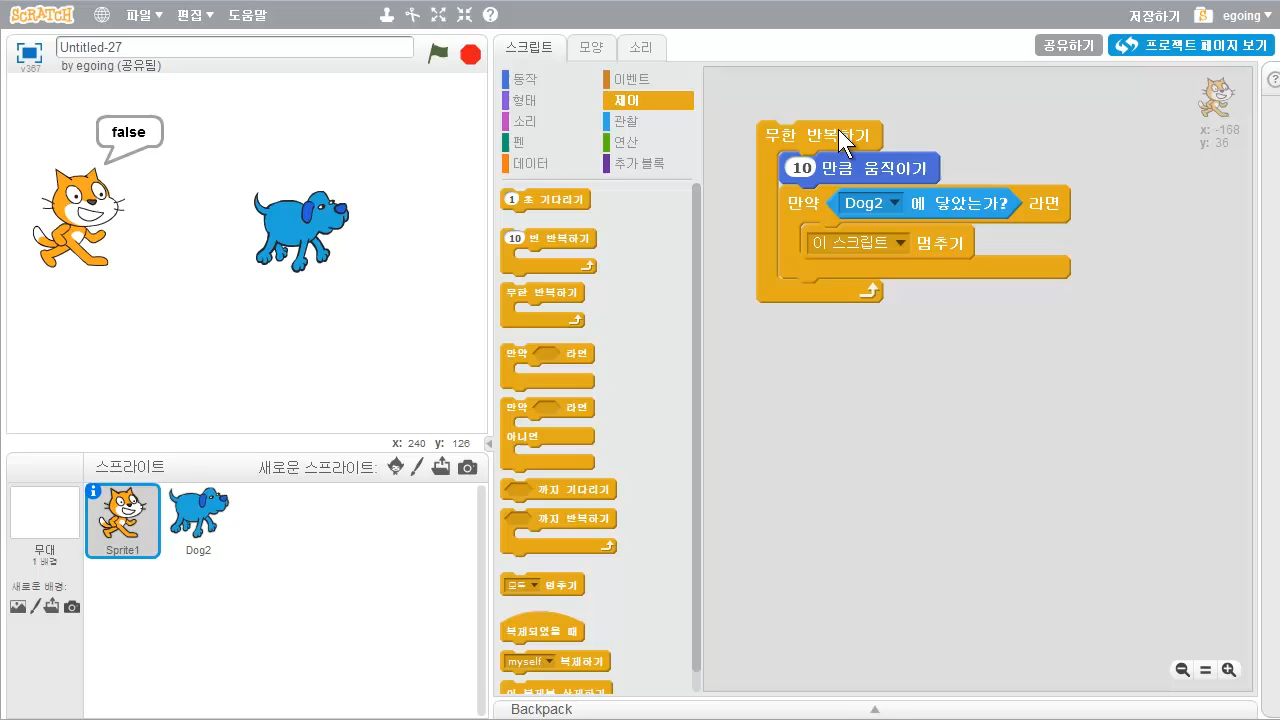 SCRATCH 파일▼ 편집▼ 도움말 저장하기 S egoing▼
v367 Untitled-27
by egoing (공유됨)
false
x: 240 y: 126
스프라이트 새로운 스프라이트:
Sprite1
Dog2
무대
1 배경
새로운 배경:
스크립트 모양 소리
공유하기 프로젝트 페이지 보기
동작 이벤트
형태 제어
소리 관찰
펜 연산
데이터 추가 블록
1 초 기다리기
10 번 반복하기
무한 반복하기
만약 라면
만약 라면
아니면
까지 기다리기
까지 반복하기
모두 멈추기
복제되었을 때
myself 복제하기
이 복제본 삭제하기
무한 반복하기
10 만큼 움직이기
만약 Dog2 에 닿았는가? 라면
이 스크립트 멈추기
x: -168
y: 36
Backpack